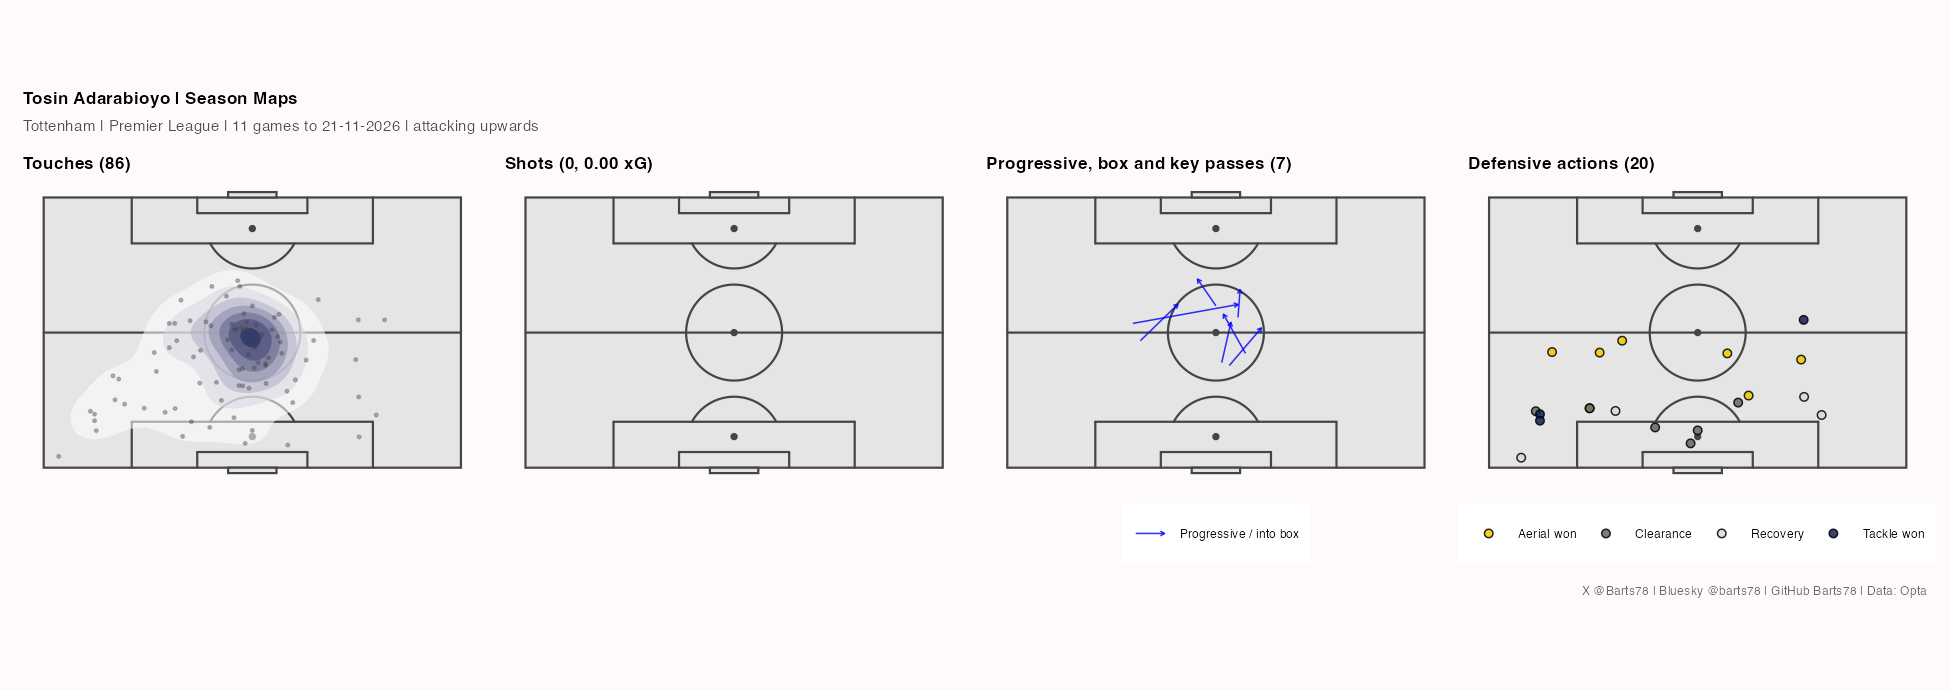 Tosin Adarabioyo | Season Maps
Tottenham | Premier League | 11 games to 21-11-2026 | attacking upwards
Touches (86)
Shots (0, 0.00 xG)
Progressive, box and key passes (7)
Defensive actions (20)
Progressive / into box
Aerial won
Clearance
Recovery
Tackle won
X @Barts78 | Bluesky @barts78 | GitHub Barts78 | Data: Opta